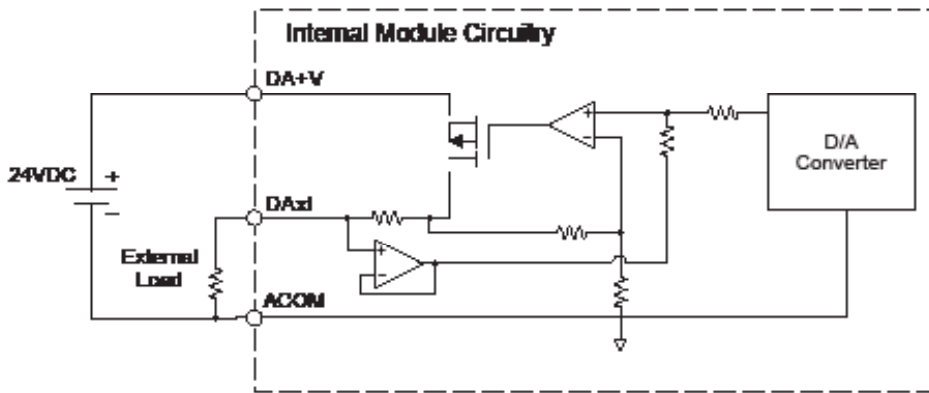 Internal Module Circuitry
DA+V
D/A
Converter
24VDC
+
−
DAxI
External
Load
ACOM
+
−
+
−